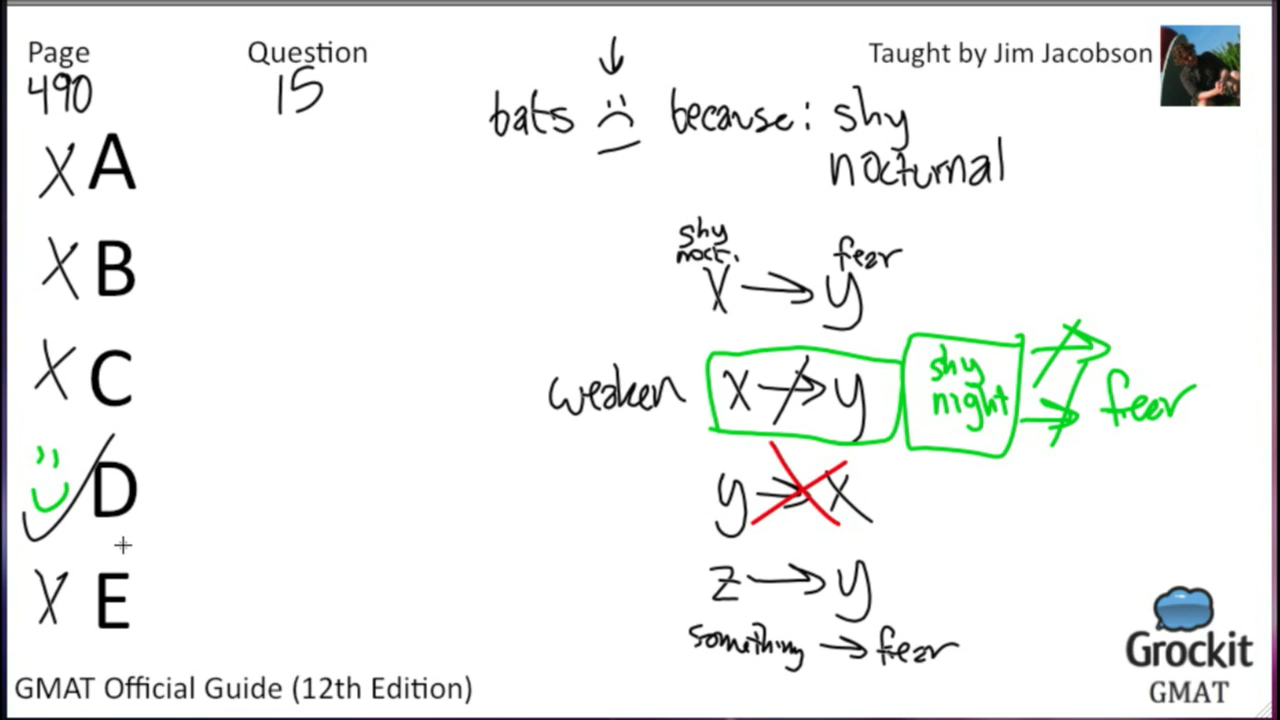 Page
Question
Taught by Jim Jacobson
490
15
bats because: shy
nocturnal
X A
X B
X C
D
X E
shy
noct.
fear
X → y
weaken
X → y
shy
night
fear
y → X
z → y
something → fear
GMAT Official Guide (12th Edition)
Grockit
GMAT